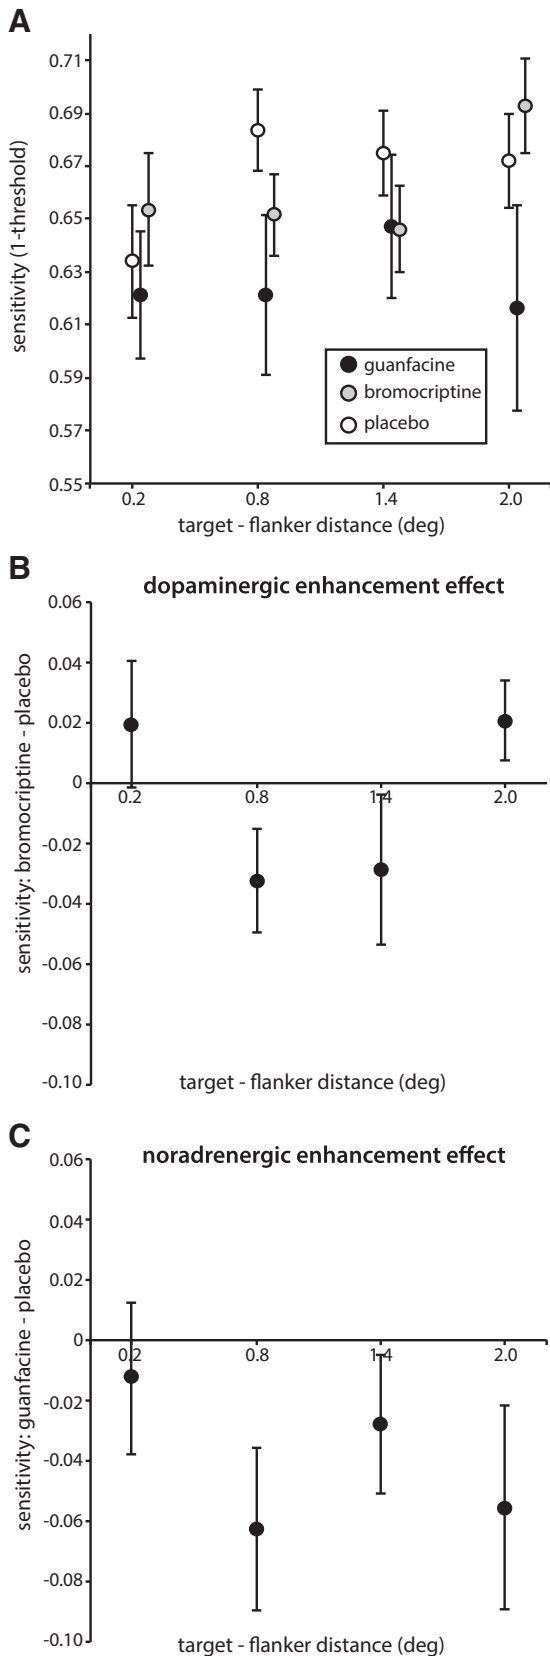 A
sensitivity (1-threshold)
0.71
0.69
0.67
0.65
0.63
0.61
0.59
0.57
0.55
guanfacine
bromocriptine
placebo
0.2 0.8 1.4 2.0
target - flanker distance (deg)
B
dopaminergic enhancement effect
sensitivity: bromocriptine - placebo
0.06
0.04
0.02
0
0.2 0.8 1.4 2.0
-0.02
-0.04
-0.06
-0.08
-0.10
target - flanker distance (deg)
C
noradrenergic enhancement effect
sensitivity: guanfacine - placebo
0.06
0.04
0.02
0
0.2 0.8 1.4 2.0
-0.02
-0.04
-0.06
-0.08
-0.10
target - flanker distance (deg)